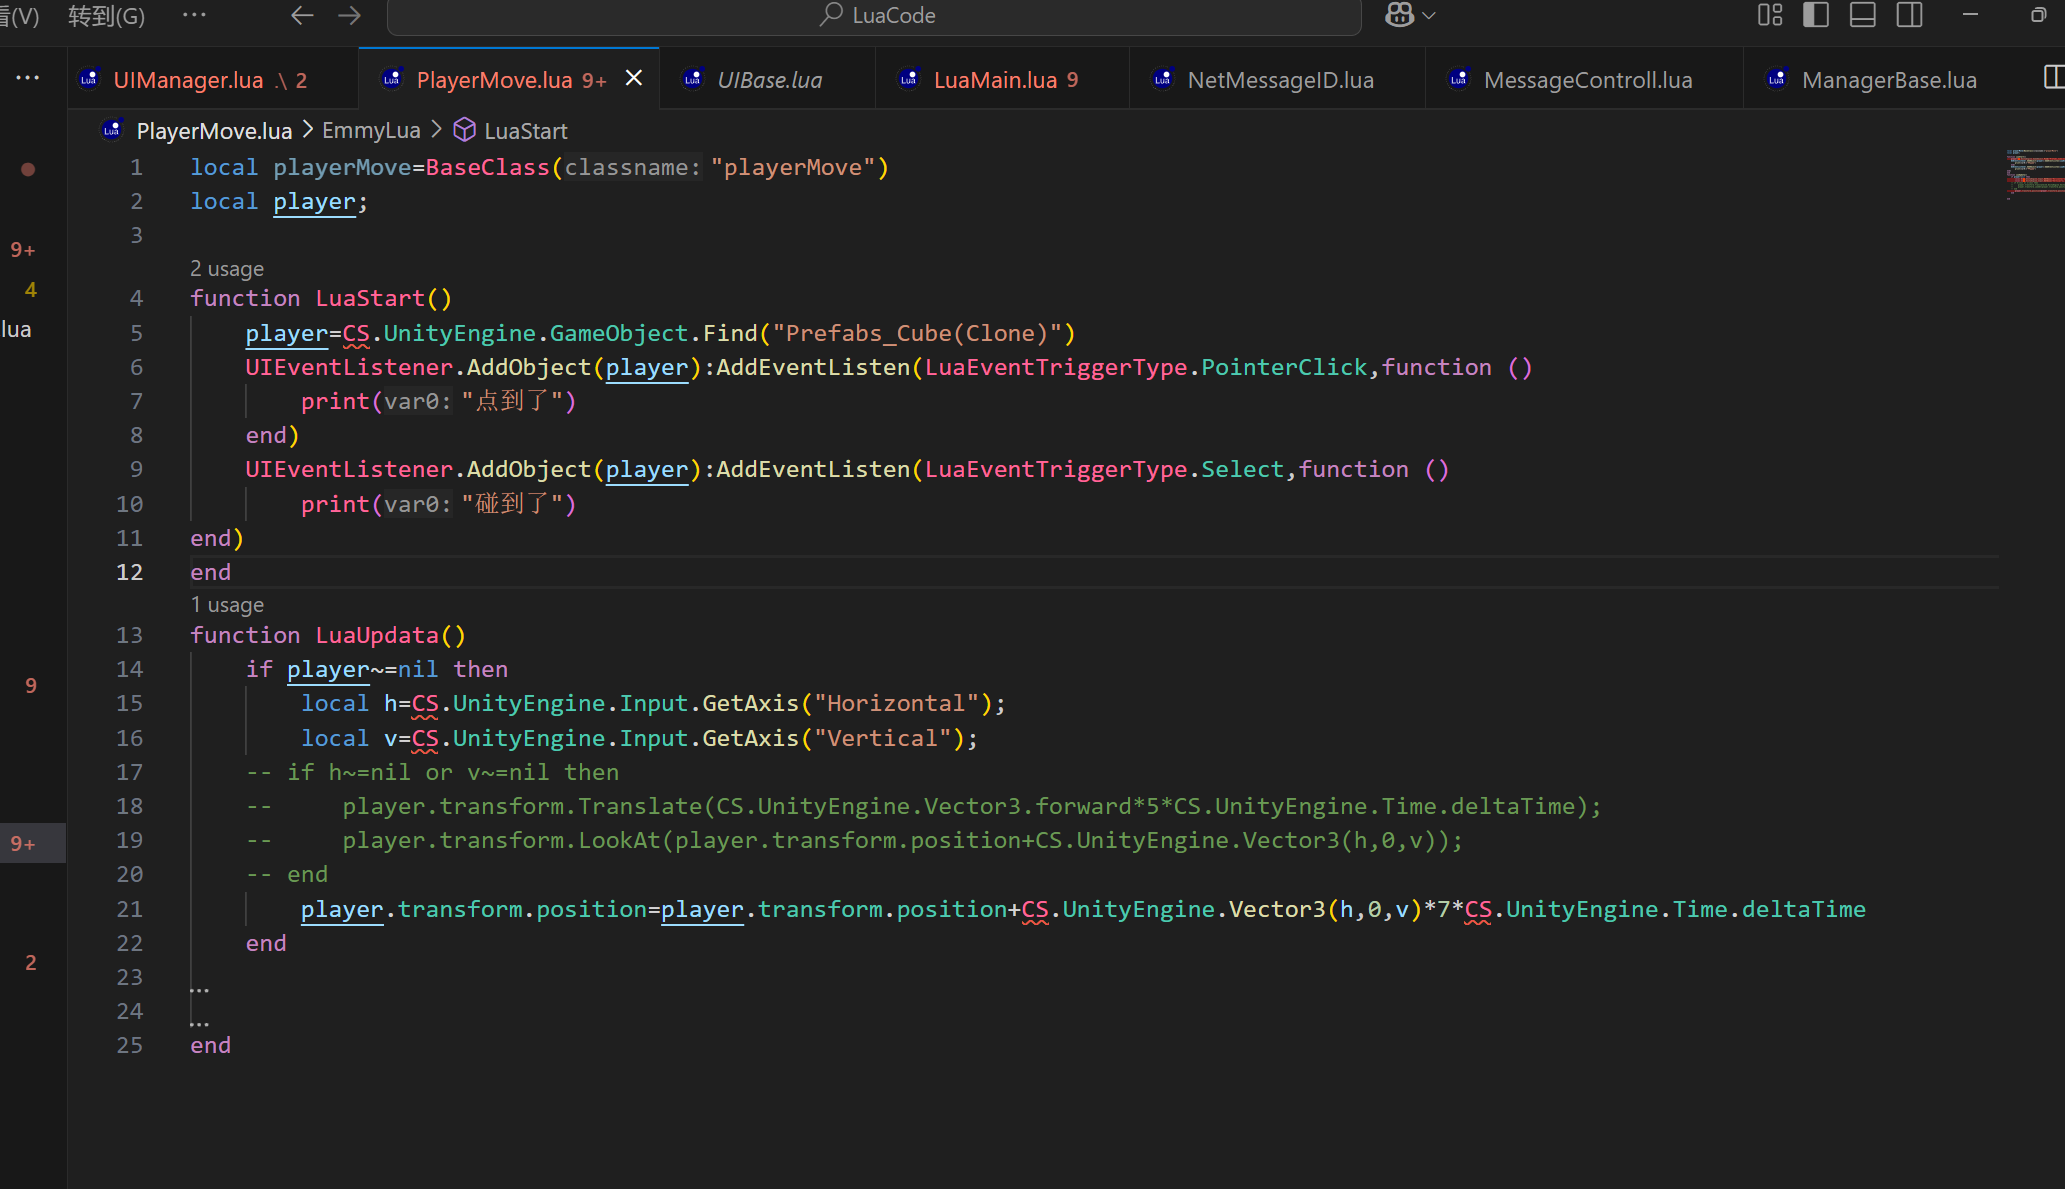 看(V) 转到(G) ··· ← → LuaCode
··· UIManager.lua .\ 2 PlayerMove.lua 9+ × UIBase.lua LuaMain.lua 9 NetMessageID.lua MessageControll.lua ManagerBase.lua
PlayerMove.lua > EmmyLua > LuaStart
1 local playerMove=BaseClass(classname: "playerMove")
2 local player;
3
9+
2 usage
4
4 function LuaStart()
lua
5 player=CS.UnityEngine.GameObject.Find("Prefabs_Cube(Clone)")
6 UIEventListener.AddObject(player):AddEventListen(LuaEventTriggerType.PointerClick,function ()
7 print(var0: "点到了")
8 end)
9 UIEventListener.AddObject(player):AddEventListen(LuaEventTriggerType.Select,function ()
10 print(var0: "碰到了")
11 end)
12 end
1 usage
13 function LuaUpdata()
14 if player~=nil then
9
15 local h=CS.UnityEngine.Input.GetAxis("Horizontal");
16 local v=CS.UnityEngine.Input.GetAxis("Vertical");
17 -- if h~=nil or v~=nil then
18 -- player.transform.Translate(CS.UnityEngine.Vector3.forward*5*CS.UnityEngine.Time.deltaTime);
9+
19 -- player.transform.LookAt(player.transform.position+CS.UnityEngine.Vector3(h,0,v));
20 -- end
21 player.transform.position=player.transform.position+CS.UnityEngine.Vector3(h,0,v)*7*CS.UnityEngine.Time.deltaTime
22 end
2
23 ...
24 ...
25 end